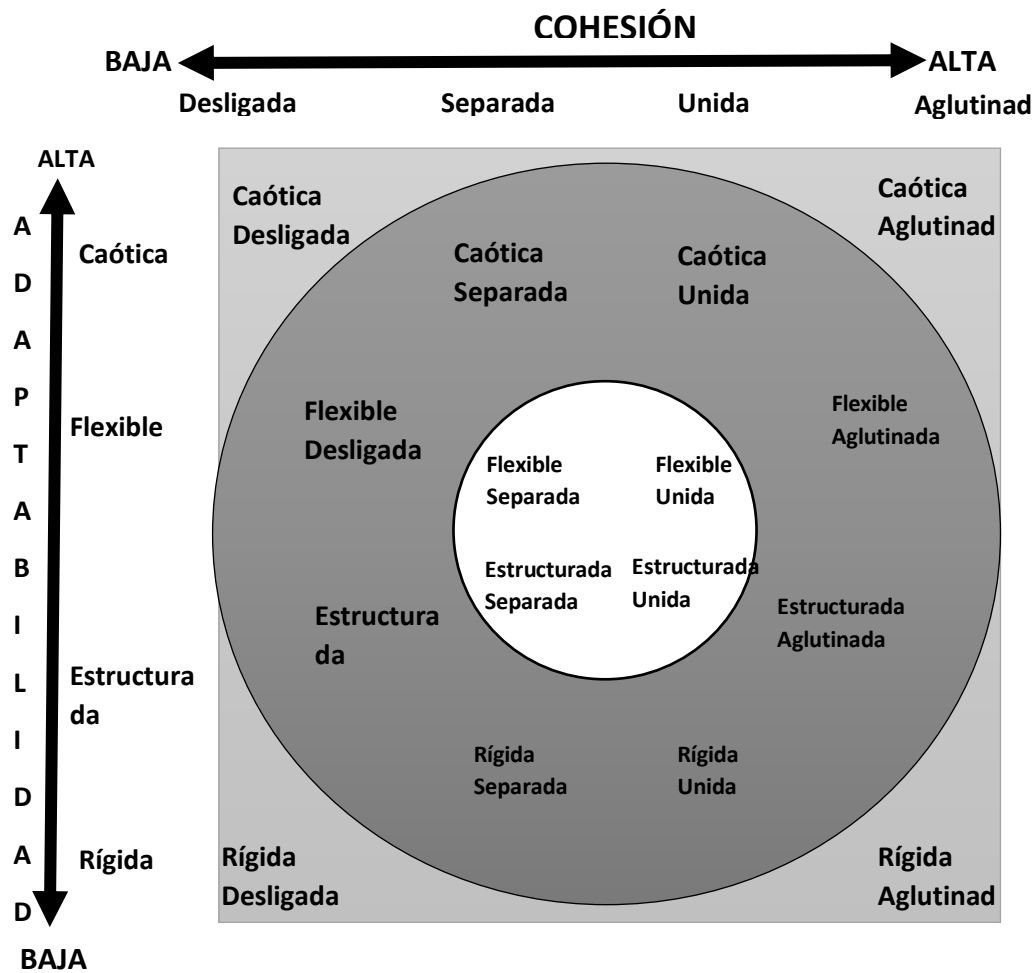 COHESIÓN
BAJA
ALTA
Desligada
Separada
Unida
Aglutinad
ALTA
A
D
A
P
T
A
B
I
L
I
D
A
D
BAJA
Caótica
Flexible
Estructura
da
Rígida
Caótica
Desligada
Caótica
Separada
Caótica
Unida
Caótica
Aglutinad
Flexible
Desligada
Flexible
Separada
Flexible
Unida
Flexible
Aglutinada
Estructura
da
Estructurada
Separada
Estructurada
Unida
Estructurada
Aglutinada
Rígida
Desligada
Rígida
Separada
Rígida
Unida
Rígida
Aglutinad